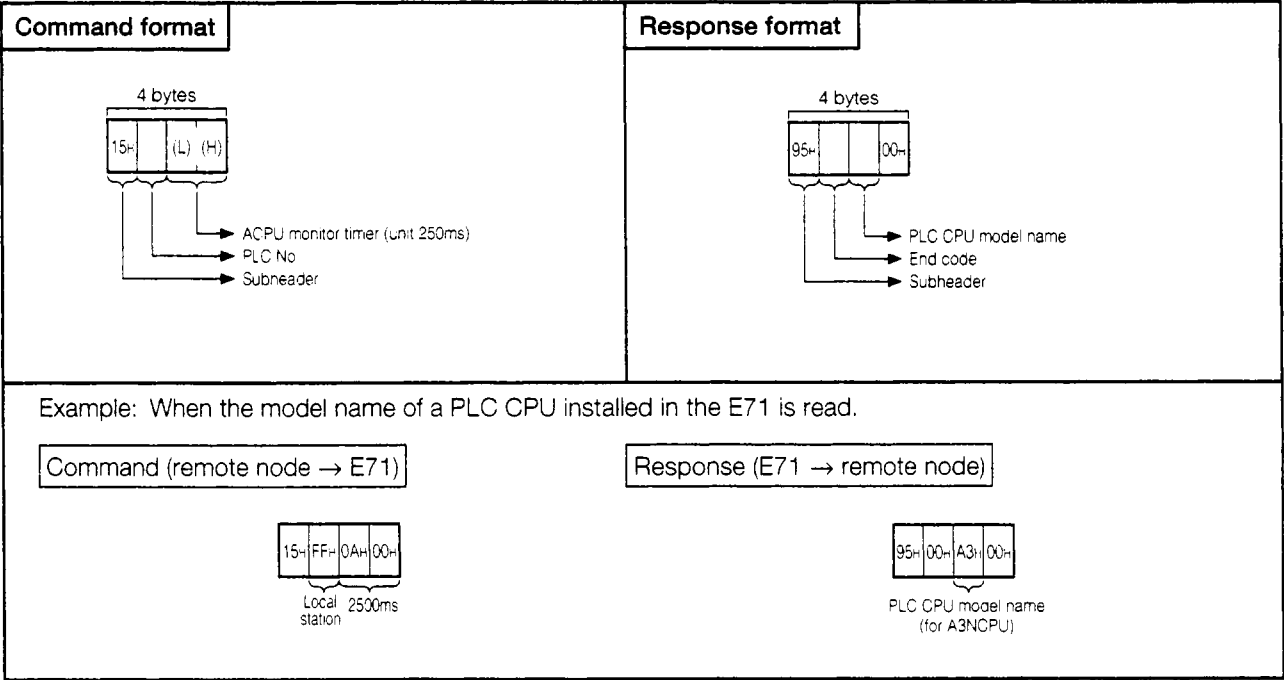 Command format
4 bytes
15H (L) (H)
ACPU monitor timer (unit 250ms)
PLC No
Subheader
Response format
4 bytes
95H 00H
PLC CPU model name
End code
Subheader
Example: When the model name of a PLC CPU installed in the E71 is read.
Command (remote node → E71)
15H FFH 0AH 00H
Local station 2500ms
Response (E71 → remote node)
95H 00H A3H 00H
PLC CPU model name
(for A3NCPU)